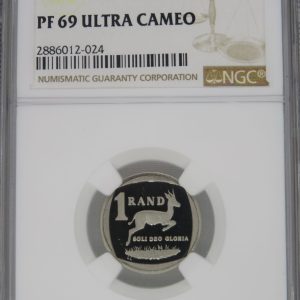 PF 69 ULTRA CAMEO
2886012-024
NUMISMATIC GUARANTY CORPORATION
NGC®
1 RAND
SOLI DEO GLORIA